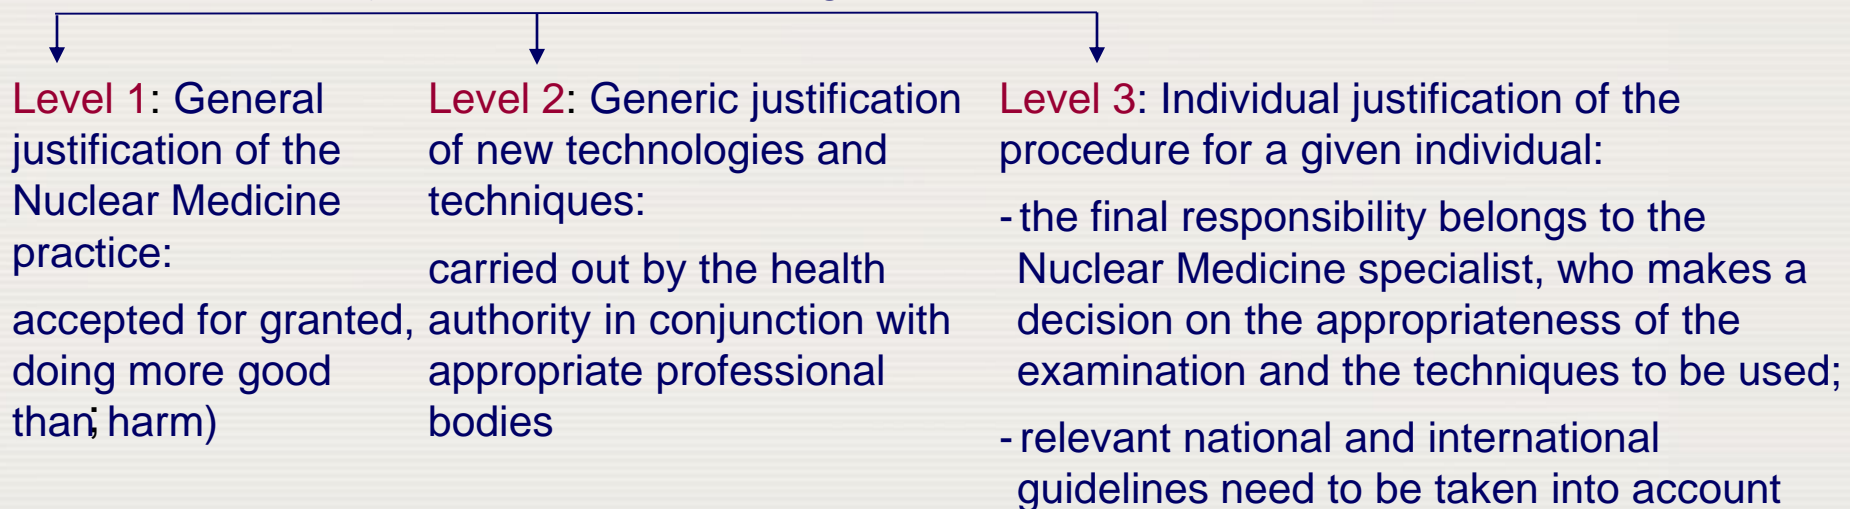 Level 1: General
justification of the
Nuclear Medicine
practice:
accepted for granted,
doing more good
than; harm)
Level 2: Generic justification
of new technologies and
techniques:
carried out by the health
authority in conjunction with
appropriate professional
bodies
Level 3: Individual justification of the
procedure for a given individual:
- the final responsibility belongs to the
Nuclear Medicine specialist, who makes a
decision on the appropriateness of the
examination and the techniques to be used;
- relevant national and international
guidelines need to be taken into account